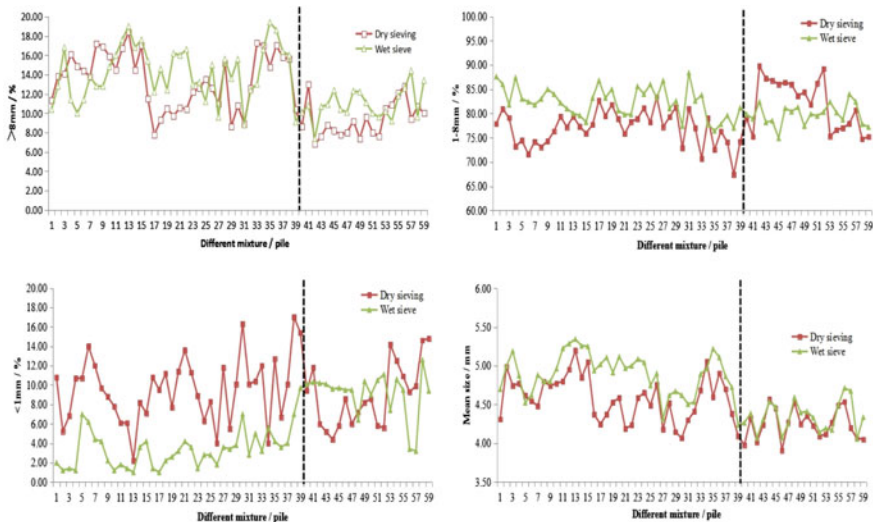 20.00
18.00
16.00
14.00
12.00
10.00
8.00
6.00
4.00
2.00
0.00
>8mm / %
Dry sieving
Wet sieve
1 3 5 7 9 11 13 15 17 19 21 23 25 27 29 31 33 35 37 39 41 43 45 47 49 51 53 55 57 59
Different mixture / pile
100.00
95.00
90.00
85.00
80.00
75.00
70.00
65.00
60.00
1-8mm / %
Dry sieving
Wet sieve
1 3 5 7 9 11 13 15 17 19 21 23 25 27 29 31 33 35 37 39 41 43 45 47 49 51 53 55 57 59
Different mixture / pile
20.00
18.00
16.00
14.00
12.00
10.00
8.00
6.00
4.00
2.00
0.00
<1mm / %
Dry sieving
Wet sieve
1 3 5 7 9 11 13 15 17 19 21 23 25 27 29 31 33 35 37 39 41 43 45 47 49 51 53 55 57 59
Different mixture / pile
6.00
5.50
5.00
4.50
4.00
3.50
Mean size / mm
Dry sieving
Wet sieve
1 3 5 7 9 11 13 15 17 19 21 23 25 27 29 31 33 35 37 39 41 43 45 47 49 51 53 55 57 59
Different mixture / pile